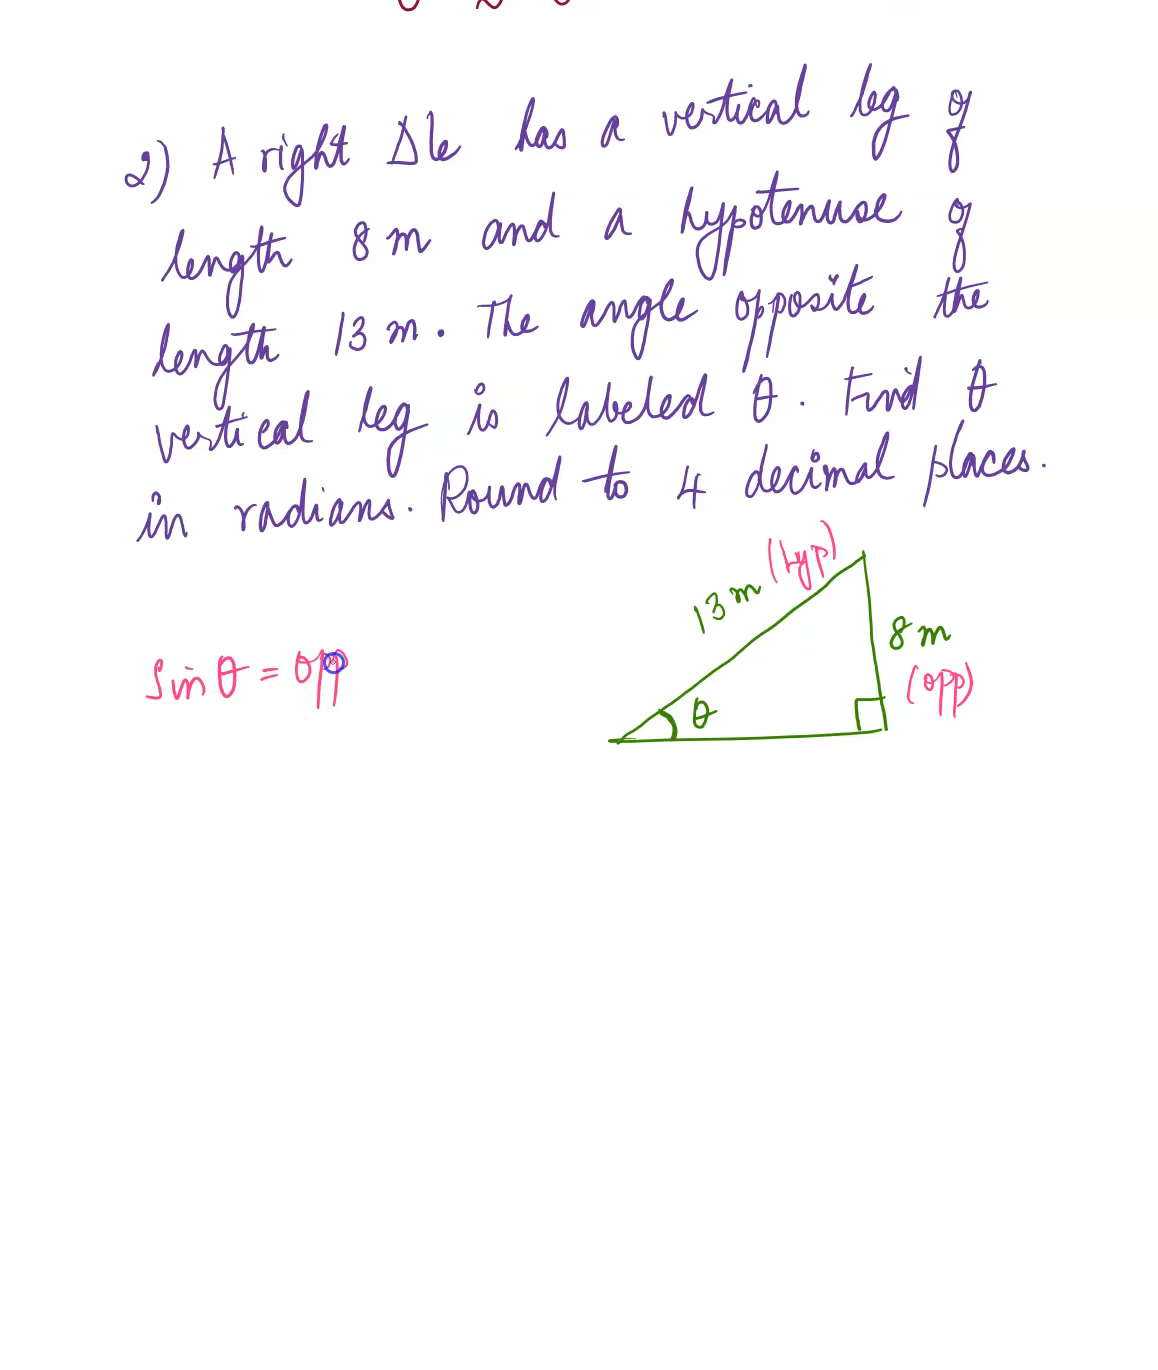 2) A right Δle has a vertical leg of
length 8 m and a hypotenuse of
length 13 m. The angle opposite the
vertical leg is labeled θ. Find θ
in radians. Round to 4 decimal places.
13 m (hyp)
8 m
(opp)
θ
Sin θ = opp